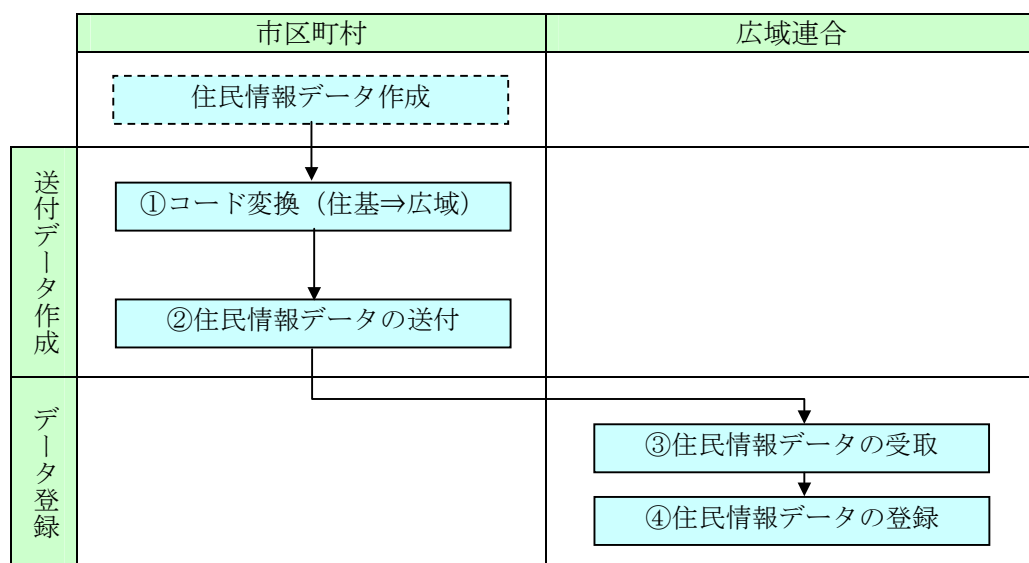 市区町村
広域連合
住民情報データ作成
送付データ作成
①コード変換（住基⇒広域）
②住民情報データの送付
データ登録
③住民情報データの受取
④住民情報データの登録